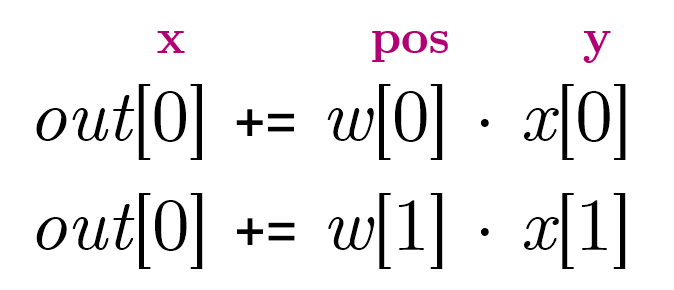 x pos y
out[0] += w[0] · x[0]
out[0] += w[1] · x[1]